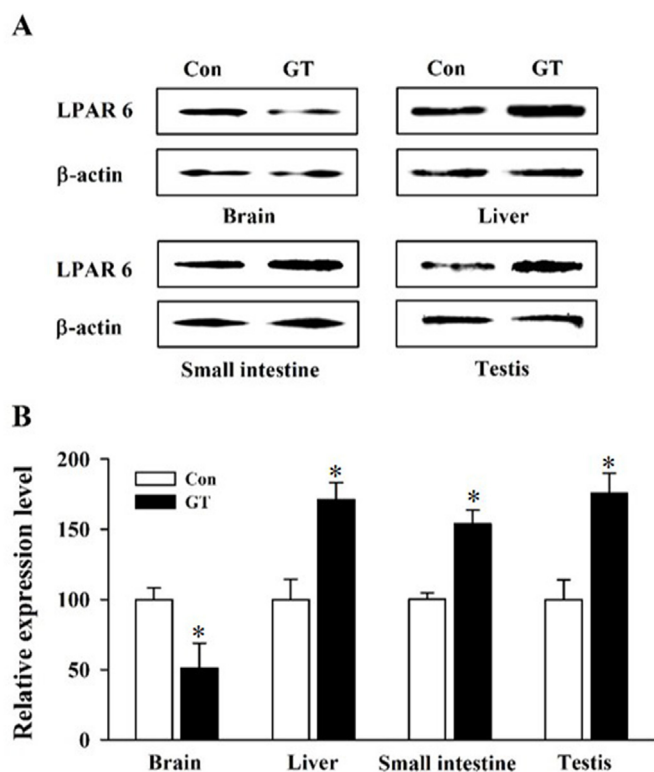 A
Con GT Con GT
LPAR 6
β-actin
Brain Liver
LPAR 6
β-actin
Small intestine Testis
B
Relative expression level
200
150
100
50
0
Con
GT
* * * *
Brain Liver Small intestine Testis